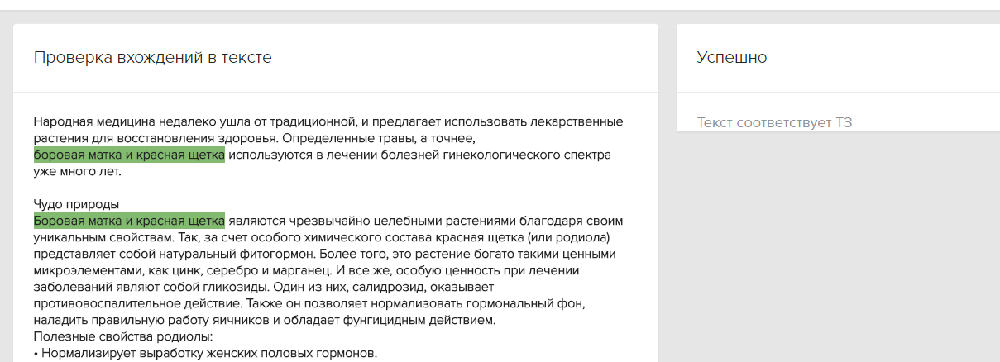 Проверка вхождений в тексте
Успешно
Народная медицина недалеко ушла от традиционной, и предлагает использовать лекарственные
растения для восстановления здоровья. Определенные травы, а точнее,
боровая матка и красная щетка используются в лечении болезней гинекологического спектра
уже много лет.
Текст соответствует ТЗ
Чудо природы
Боровая матка и красная щетка являются чрезвычайно целебными растениями благодаря своим
уникальным свойствам. Так, за счет особого химического состава красная щетка (или родиола)
представляет собой натуральный фитогормон. Более того, это растение богато такими ценными
микроэлементами, как цинк, серебро и марганец. И все же, особую ценность при лечении
заболеваний являют собой гликозиды. Один из них, салидрозид, оказывает
противовоспалительное действие. Также он позволяет нормализовать гормональный фон,
наладить правильную работу яичников и обладает фунгицидным действием.
Полезные свойства родиолы:
• Нормализирует выработку женских половых гормонов.